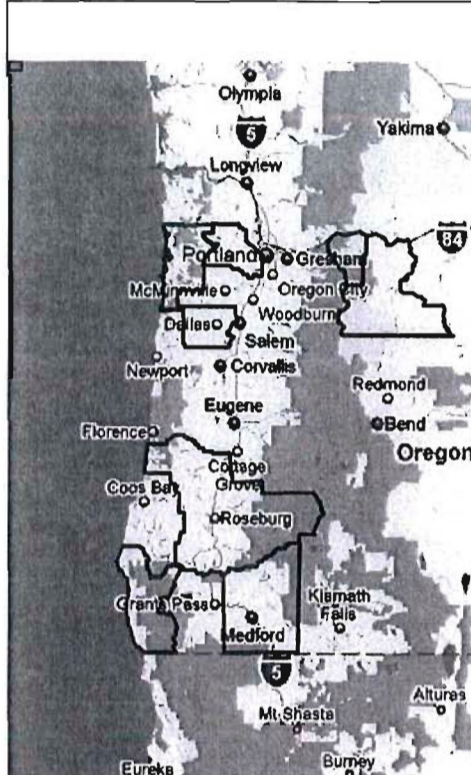 Olympia
5
Yakima
Longview
84
Portland
Gresham
McMinnville
Oregon City
Woodburn
Dallas
Salem
Newport
Corvallis
Redmond
Eugene
Bend
Florence
Oregon
Cottage
Grove
Coos Bay
Roseburg
Grants Pass
Klamath
Falls
Medford
5
Alturas
Mt Shasta
Eureka
Burney